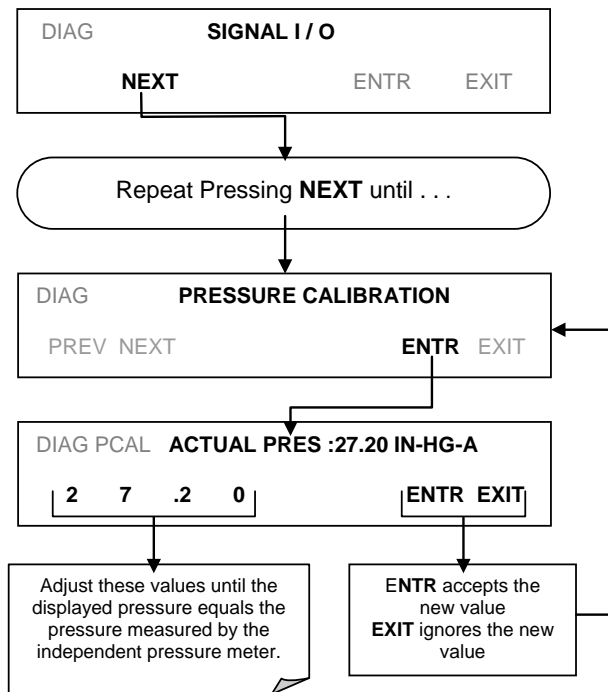 DIAG SIGNAL I / O
NEXT ENTR EXIT
Repeat Pressing NEXT until . . .
DIAG PRESSURE CALIBRATION
PREV NEXT ENTR EXIT
DIAG PCAL ACTUAL PRES :27.20 IN-HG-A
2 7 .2 0 ENTR EXIT
Adjust these values until the
displayed pressure equals the
pressure measured by the
independent pressure meter.
ENTR accepts the
new value
EXIT ignores the new
value